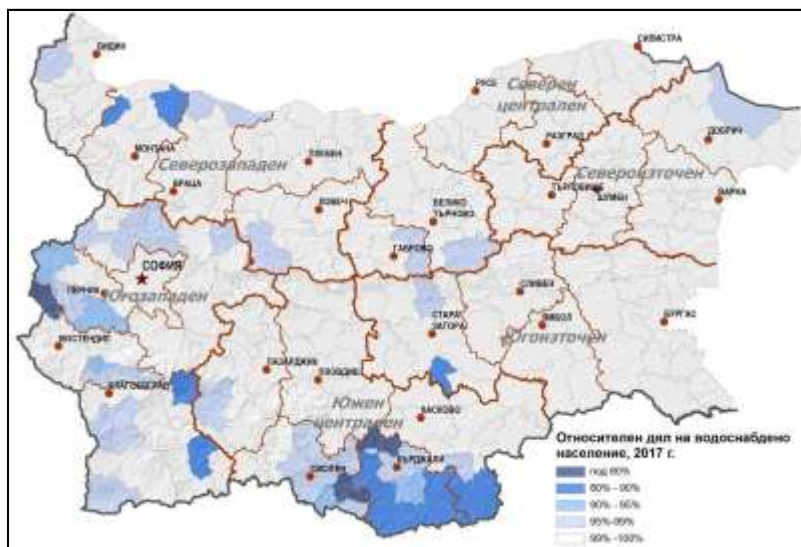 ВИДИН
СИЛИСТРА
РУСЕ
Северен
централен
ДОБРИЧ
МОНТАНА
Северозападен
ПЛЕВЕН
РАЗГРАД
Североизточен
ВРАЦА
ЛОВЕЧ
ВЕЛИКО
ТЪРНОВО
ТЪРГОВИЩЕ
ШУМЕН
ВАРНА
ГАБРОВО
СОФИЯ
ПЕРНИК
Югозападен
СЛИВЕН
КЮСТЕНДИЛ
СТАРА
ЗАГОРА
ЯМБОЛ
БУРГАС
Югоизточен
ПАЗАРДЖИК
ПЛОВДИВ
БЛАГОЕВГРАД
Южен
централен
ХАСКОВО
СМОЛЯН
КЪРДЖАЛИ
Относителен дял на водоснабдено
население, 2017 г.
под 80%
80% - 90%
90% - 95%
95%-99%
99% -100%